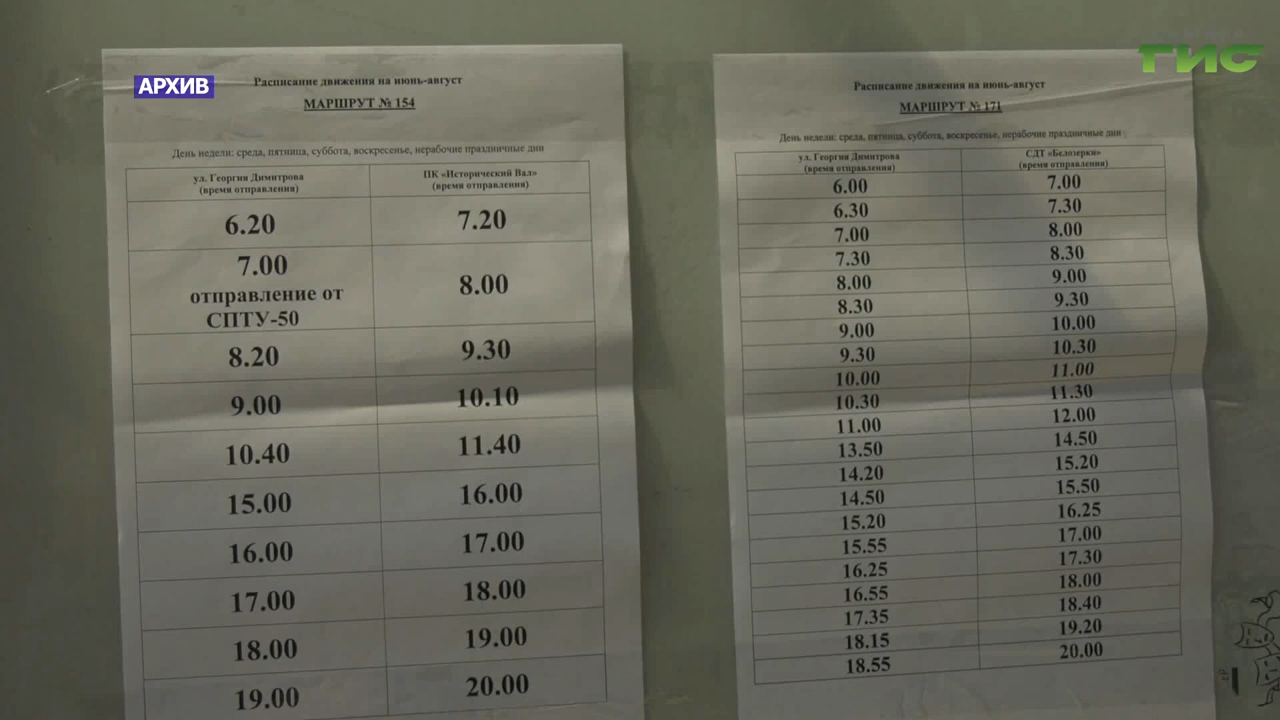 АРХИВ
ГИС
Расписание движения на июнь-август
МАРШРУТ № 154
День недели: среда, пятница, суббота, воскресенье, нерабочие праздничные дни
ул. Георгия Димитрова (время отправления) ПК «Исторический Вал» (время отправления)
6.20 7.20
7.00 отправление от СПТУ-50 8.00
8.20 9.30
9.00 10.10
10.40 11.40
15.00 16.00
16.00 17.00
17.00 18.00
18.00 19.00
19.00 20.00
Расписание движения на июнь-август
МАРШРУТ № 171
День недели: среда, пятница, суббота, воскресенье, нерабочие праздничные дни
ул. Георгия Димитрова (время отправления) СДТ «Белозерки» (время отправления)
6.00 7.00
6.30 7.30
7.00 8.00
7.30 8.30
8.00 9.00
8.30 9.30
9.00 10.00
9.30 10.30
10.00 11.00
10.30 11.30
11.00 12.00
13.50 14.50
14.20 15.20
14.50 15.50
15.20 16.25
15.55 17.00
16.25 17.30
16.55 18.00
17.35 18.40
18.15 19.20
18.55 20.00